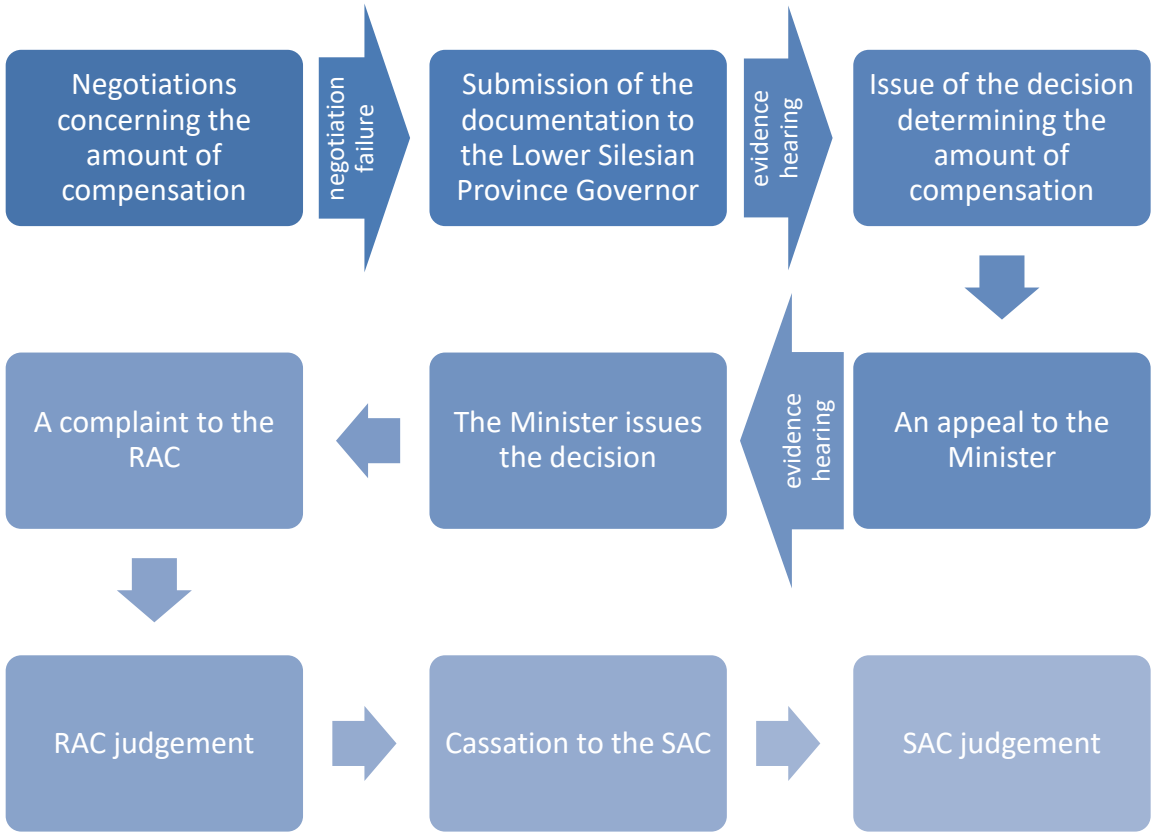 Negotiations
concerning the
amount of
compensation
negotiation
failure
Submission of the
documentation to
the Lower Silesian
Province Governor
evidence
hearing
Issue of the decision
determining the
amount of
compensation
An appeal to the
Minister
evidence
hearing
The Minister issues
the decision
A complaint to the
RAC
RAC judgement
Cassation to the SAC
SAC judgement